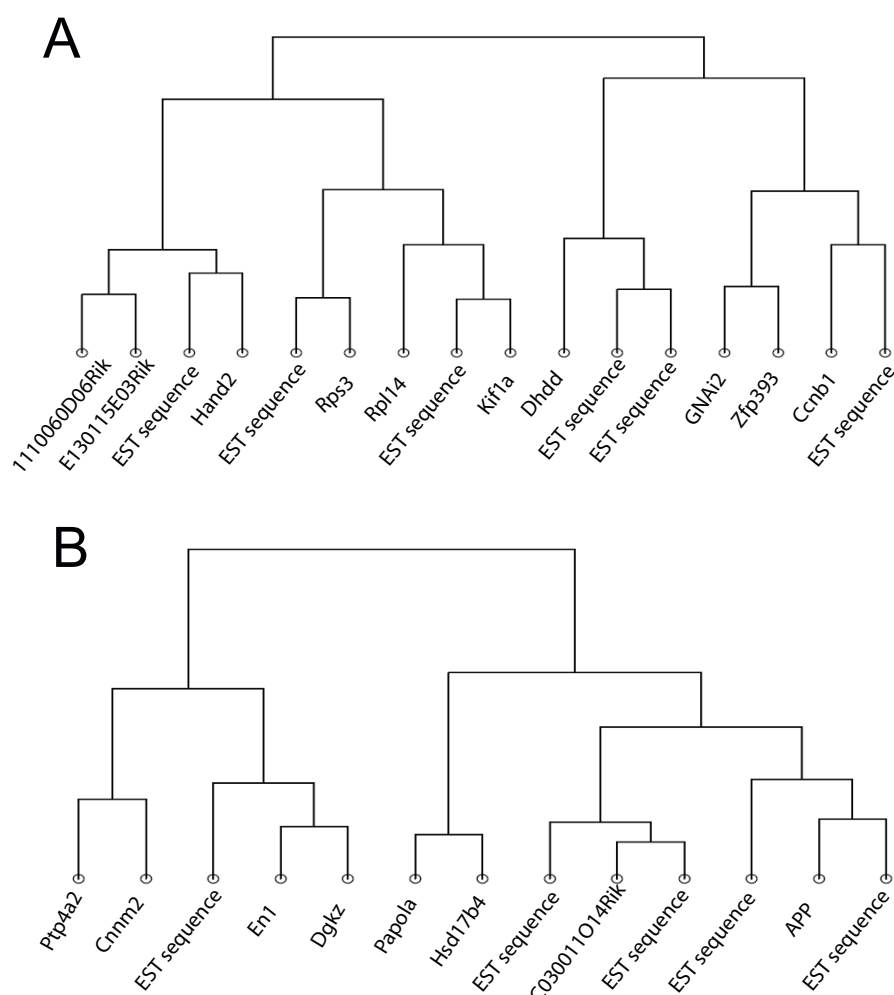 A
1110060D06Rik
E130115E03Rik
EST sequence
Hand2
EST sequence
Rps3
Rpl14
EST sequence
Kif1a
Dhdd
EST sequence
EST sequence
GNAi2
Zfp393
Ccnb1
EST sequence
B
Ptp4a2
Cnnm2
EST sequence
En1
Dgkz
Papola
Hsd17b4
EST sequence
C030011O14Rik
EST sequence
EST sequence
APP
EST sequence